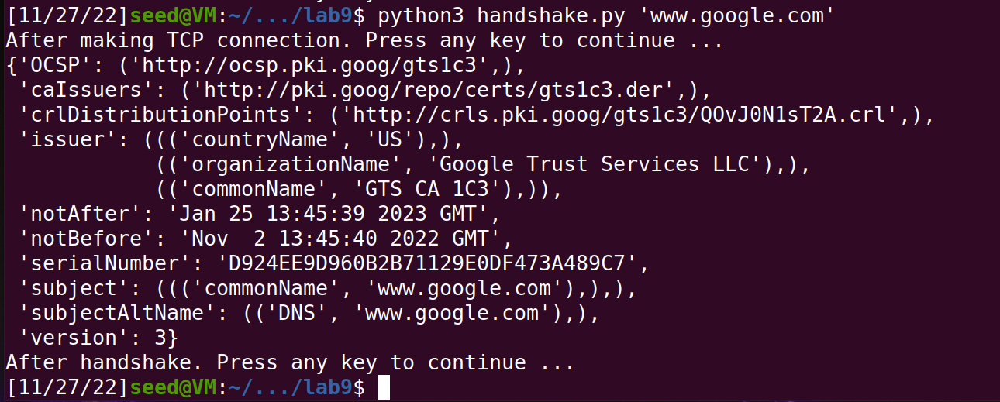 [11/27/22]seed@VM:~/.../lab9$ python3 handshake.py 'www.google.com'
After making TCP connection. Press any key to continue ...
{'OCSP': ('http://ocsp.pki.goog/gts1c3',),
 'caIssuers': ('http://pki.goog/repo/certs/gts1c3.der',),
 'crlDistributionPoints': ('http://crls.pki.goog/gts1c3/QOvJ0N1sT2A.crl',),
 'issuer': ((('countryName', 'US'),),
            (('organizationName', 'Google Trust Services LLC'),),
            (('commonName', 'GTS CA 1C3'),)),
 'notAfter': 'Jan 25 13:45:39 2023 GMT',
 'notBefore': 'Nov  2 13:45:40 2022 GMT',
 'serialNumber': 'D924EE9D960B2B71129E0DF473A489C7',
 'subject': ((('commonName', 'www.google.com'),),),
 'subjectAltName': (('DNS', 'www.google.com'),),
 'version': 3}
After handshake. Press any key to continue ...
[11/27/22]seed@VM:~/.../lab9$